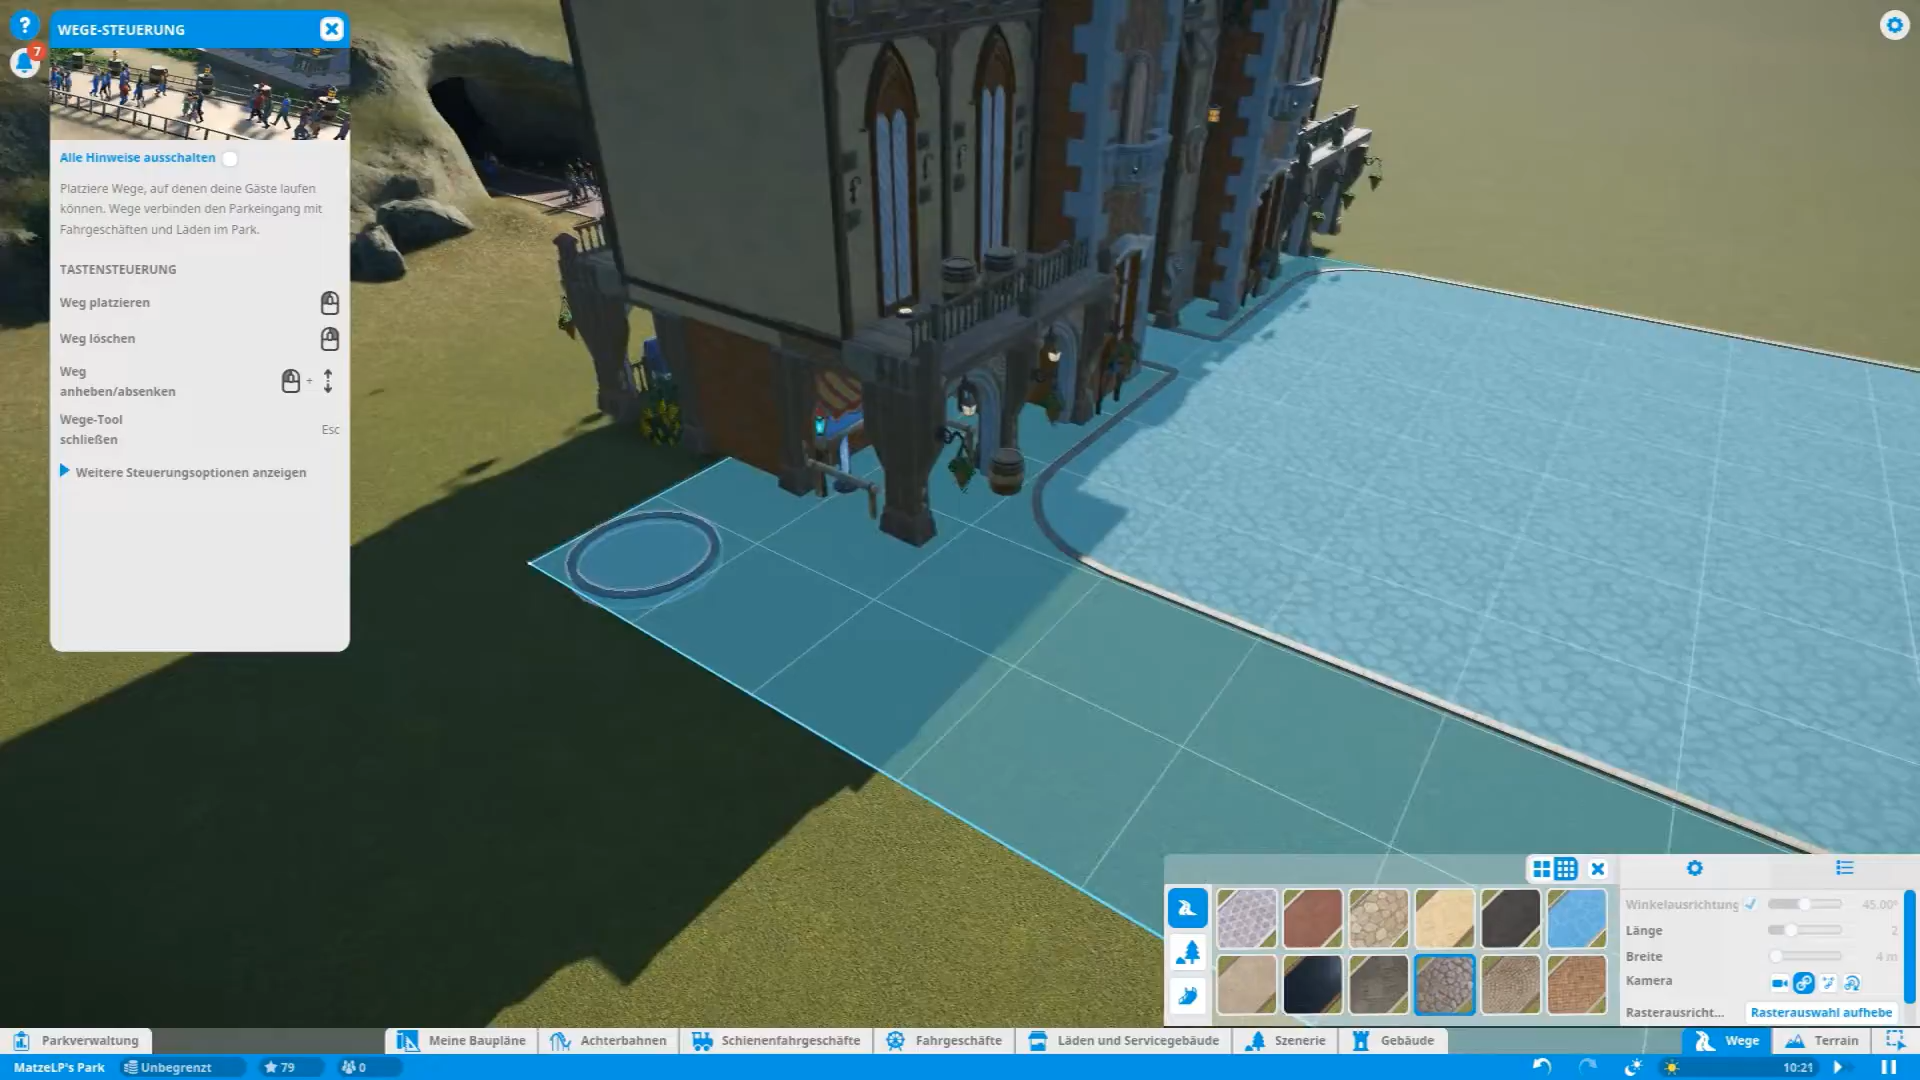 ?
7
WEGE-STEUERUNG
Alle Hinweise ausschalten
Platziere Wege, auf denen deine Gäste laufen
können. Wege verbinden den Parkeingang mit
Fahrgeschäften und Läden im Park.
TASTENSTEUERUNG
Weg platzieren
Weg löschen
Weg
anheben/absenken
+
Wege-Tool
schließen
Esc
Weitere Steuerungsoptionen anzeigen
Winkelausrichtung
45.00°
Länge
2
Breite
4 m
Kamera
Rasterausricht...
Rasterauswahl aufhebe
Parkverwaltung
Meine Baupläne
Achterbahnen
Schienenfahrgeschäfte
Fahrgeschäfte
Läden und Servicegebäude
Szenerie
Gebäude
Wege
Terrain
MatzeLP's Park
Unbegrenzt
79
0
10:21